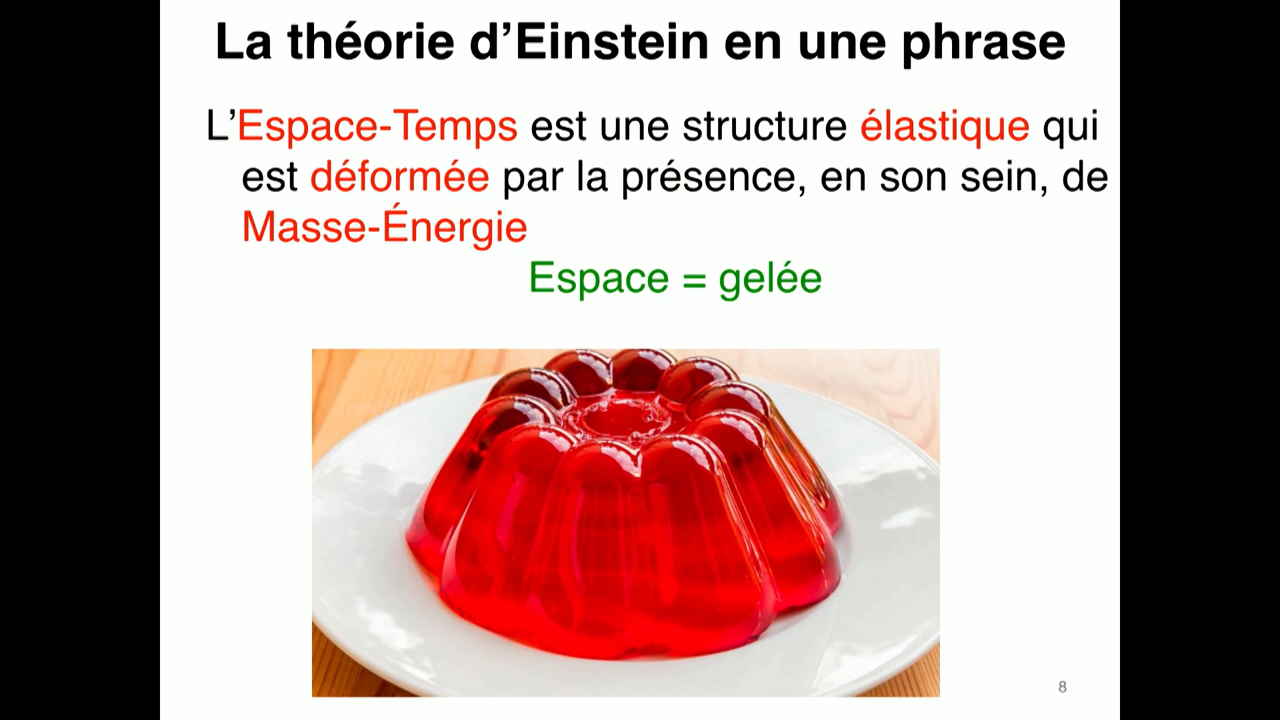 La théorie d’Einstein en une phrase
L’Espace-Temps est une structure élastique qui
est déformée par la présence, en son sein, de
Masse-Énergie
Espace = gelée
8